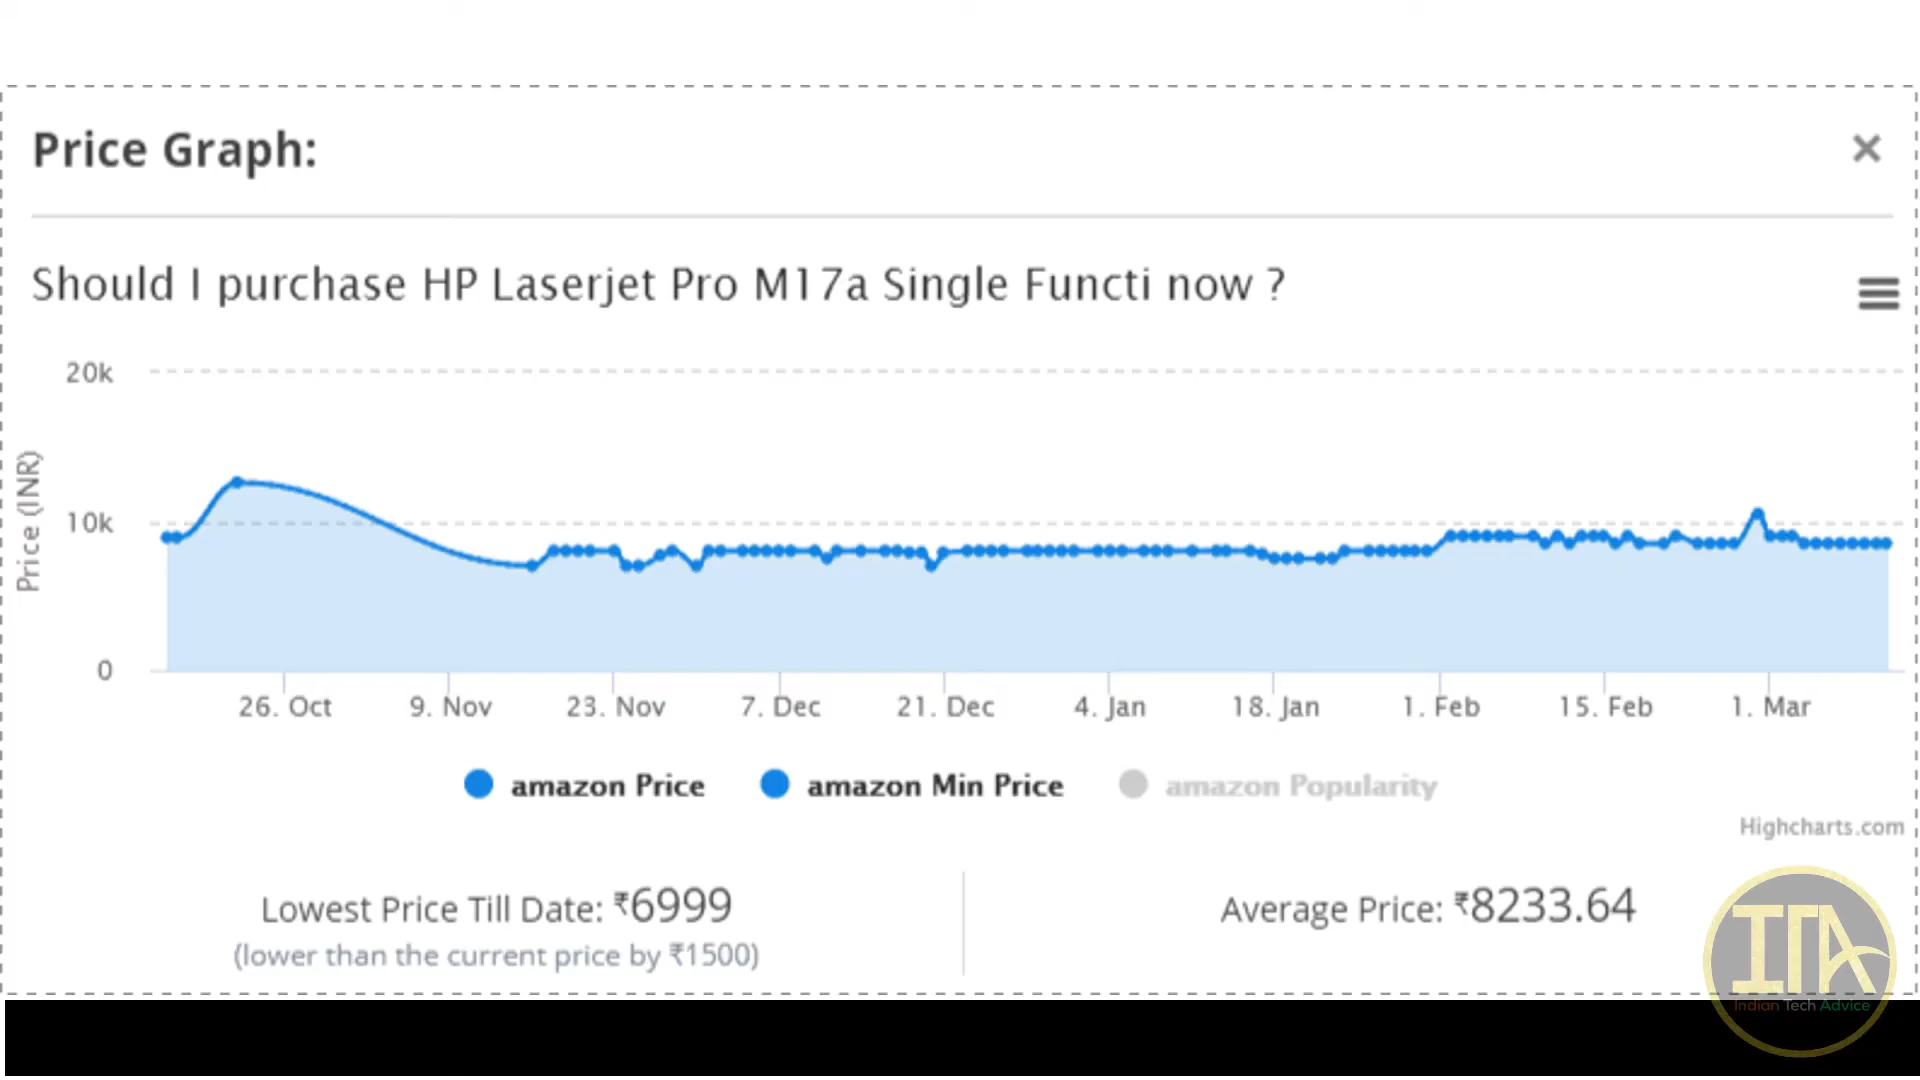 Price Graph:
×
Should I purchase HP Laserjet Pro M17a Single Functi now ?
20k
10k
0
Price (INR)
26. Oct 9. Nov 23. Nov 7. Dec 21. Dec 4. Jan 18. Jan 1. Feb 15. Feb 1. Mar
amazon Price amazon Min Price amazon Popularity
Highcharts.com
Lowest Price Till Date: ₹6999
(lower than the current price by ₹1500)
Average Price: ₹8233.64
ITA
Indian Tech Advice